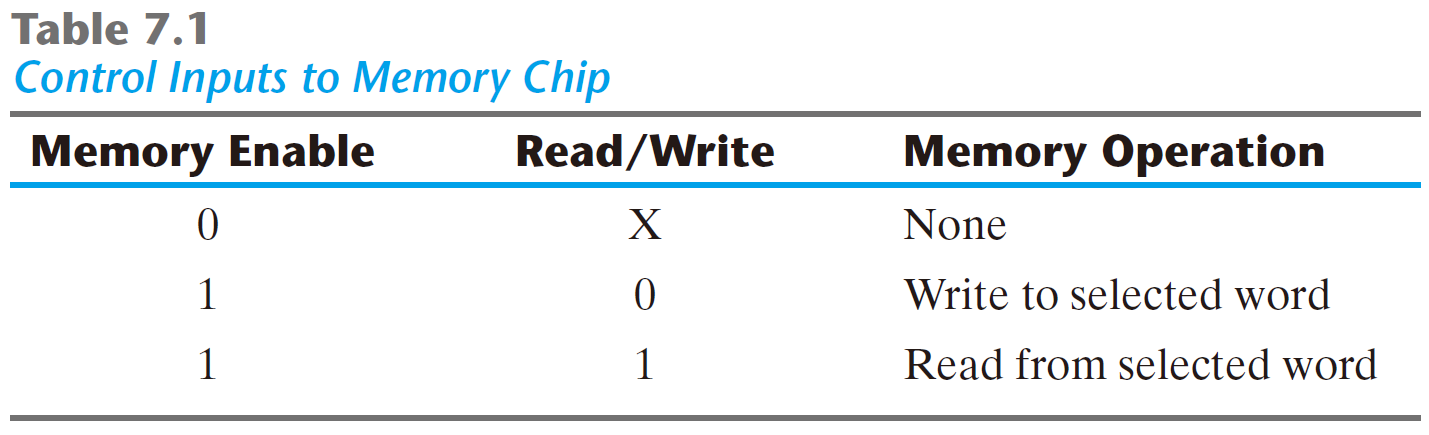 Table 7.1
Control Inputs to Memory Chip
Memory Enable Read/Write Memory Operation
0 X None
1 0 Write to selected word
1 1 Read from selected word